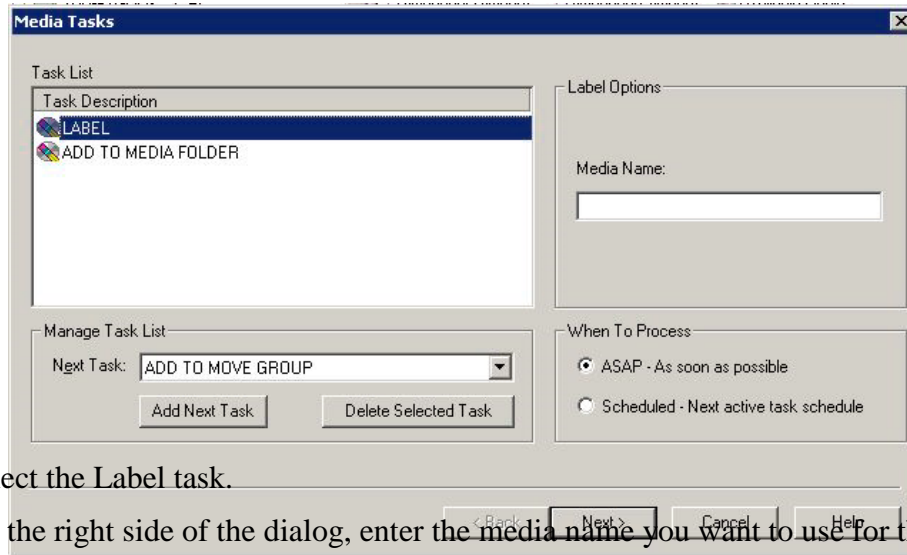 Media Tasks
Task List
Task Description
LABEL
ADD TO MEDIA FOLDER
Label Options
Media Name:
Manage Task List
Next Task: ADD TO MOVE GROUP
Add Next Task Delete Selected Task
When To Process
ASAP - As soon as possible
Scheduled - Next active task schedule
ect the Label task.
the right side of the dialog, enter the media name you want to use for t
< Back Next > Cancel Help